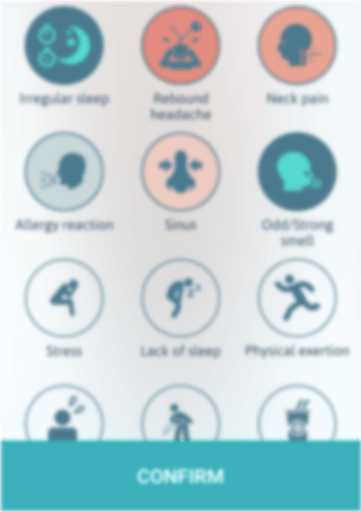 Irregular sleep
Rebound
headache
Neck pain
Allergy reaction
Sinus
Odd/Strong
smell
Stress
Lack of sleep
Physical exertion
CONFIRM